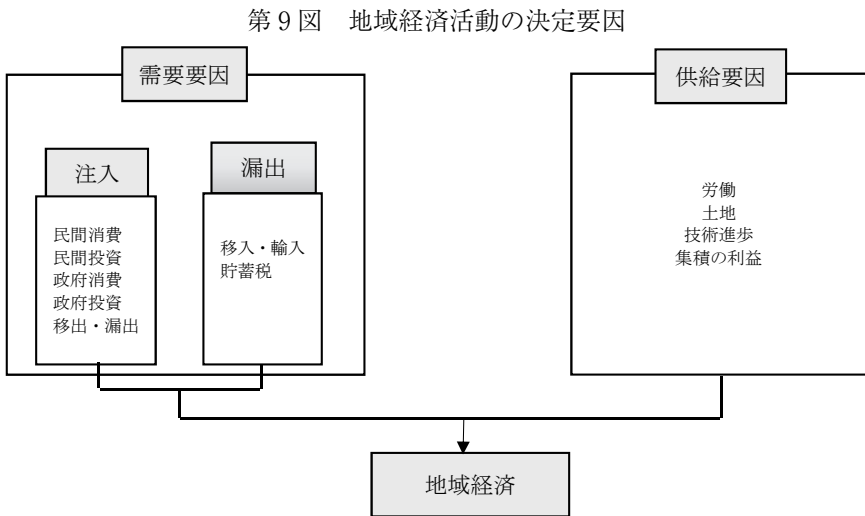 第9図 地域経済活動の決定要因
需要要因
供給要因
注入
漏出
民間消費
民間投資
政府消費
政府投資
移出・漏出
移入・輸入
貯蓄税
労働
土地
技術進歩
集積の利益
地域経済